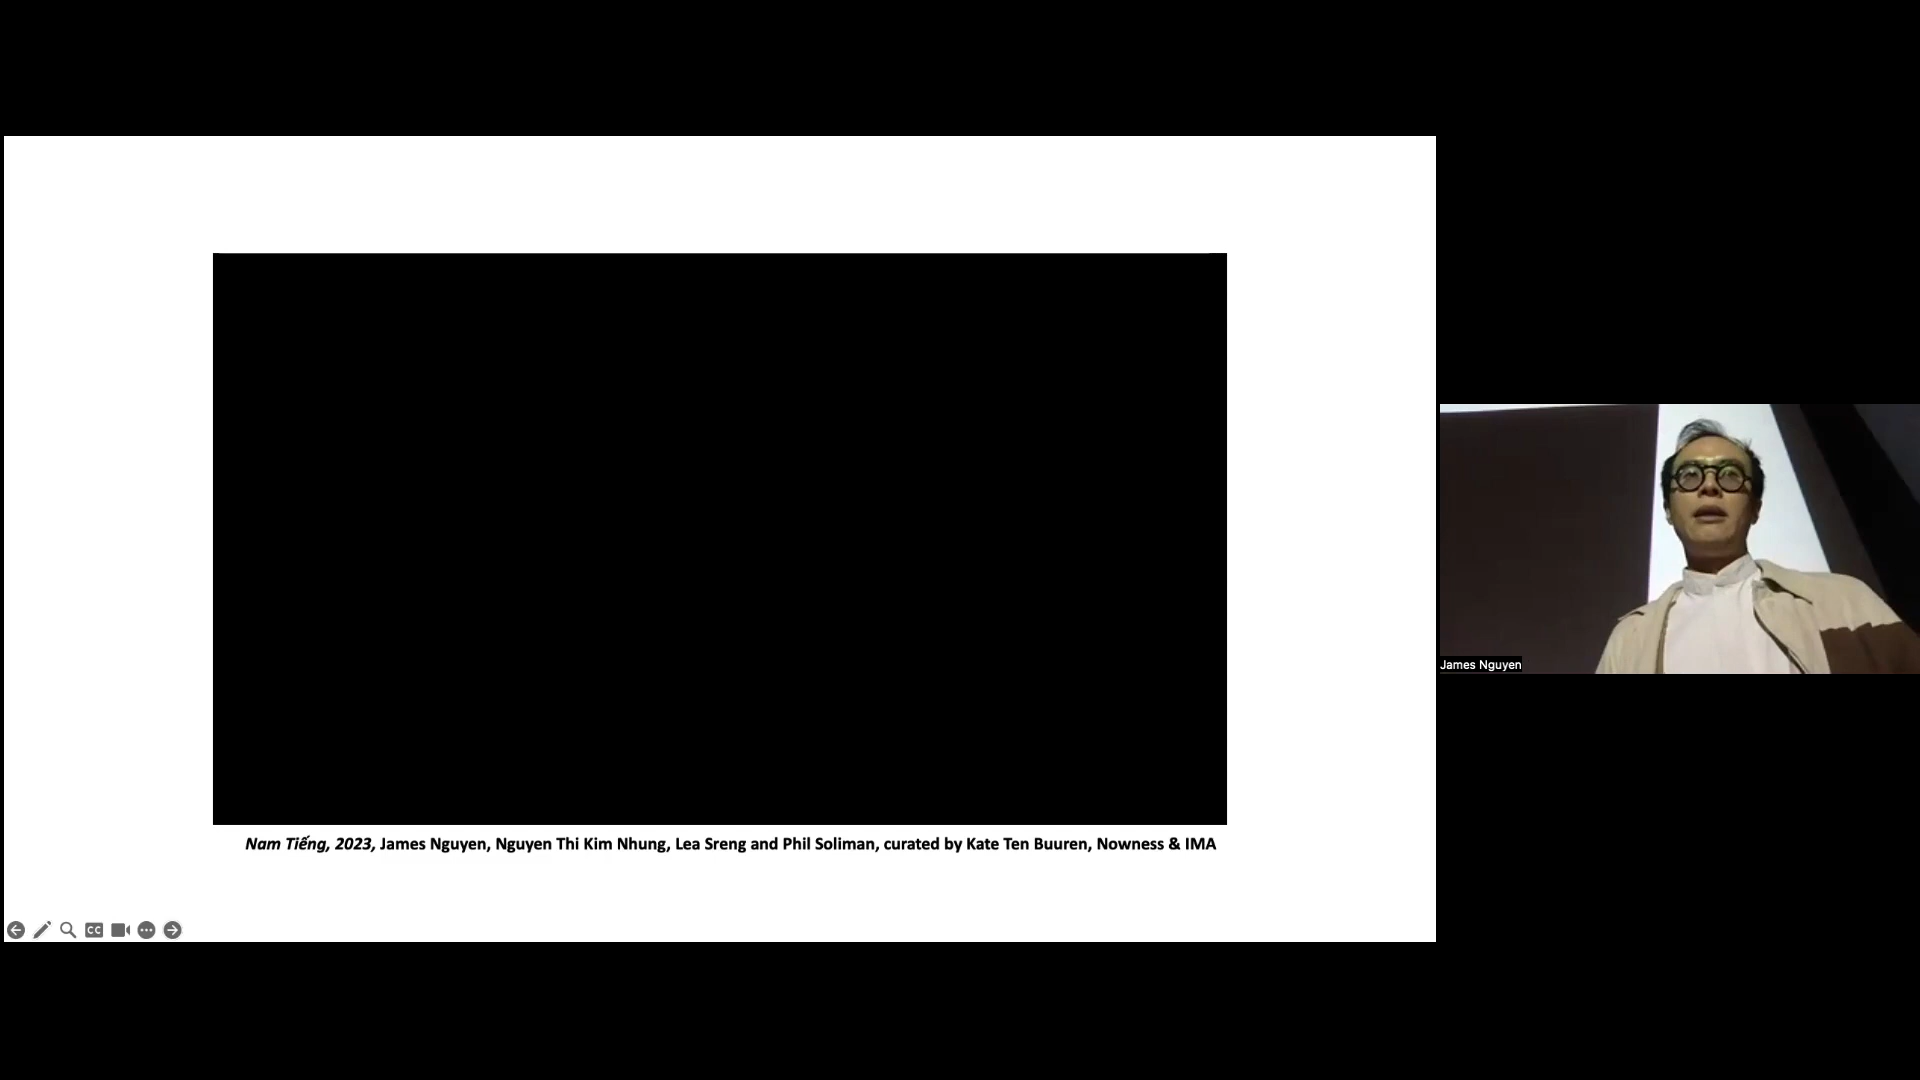 Nam Tiếng, 2023, James Nguyen, Nguyen Thi Kim Nhung, Lea Sreng and Phil Soliman, curated by Kate Ten Buuren, Nowness & IMA
James Nguyen
CC